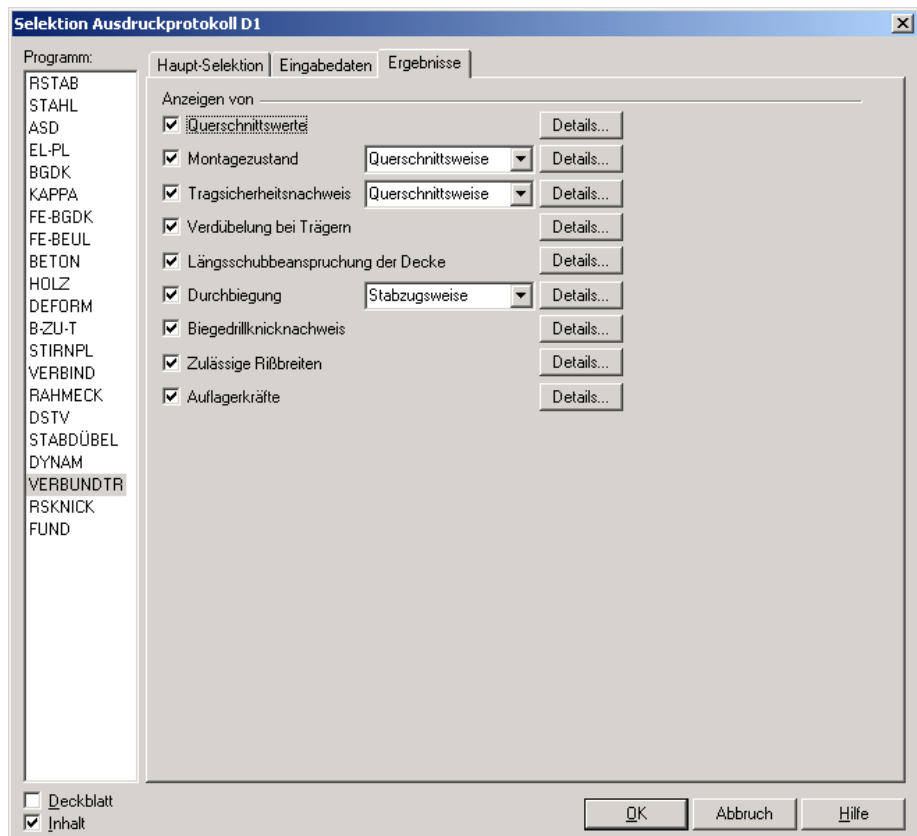 Selektion Ausdruckprotokoll D1
Programm:
RSTAB
STAHL
ASD
EL-PL
BGDK
KAPPA
FE-BGDK
FE-BEUL
BETON
HOLZ
DEFORM
B-ZU-T
STIRNPL
VERBIND
RAHMECK
DSTV
STABDÜBEL
DYNAM
VERBUNDTR
RSKNICK
FUND
Haupt-Selektion Eingabedaten Ergebnisse
Anzeigen von
Querschnittswerte Details...
Montagezustand Querschnittsweise Details...
Tragsicherheitsnachweis Querschnittsweise Details...
Verdübelung bei Trägern Details...
Längsschubbeanspruchung der Decke Details...
Durchbiegung Stabzugsweise Details...
Biegedrillknicknachweis Details...
Zulässige Rißbreiten Details...
Auflagerkräfte Details...
Deckblatt
Inhalt
OK Abbruch Hilfe